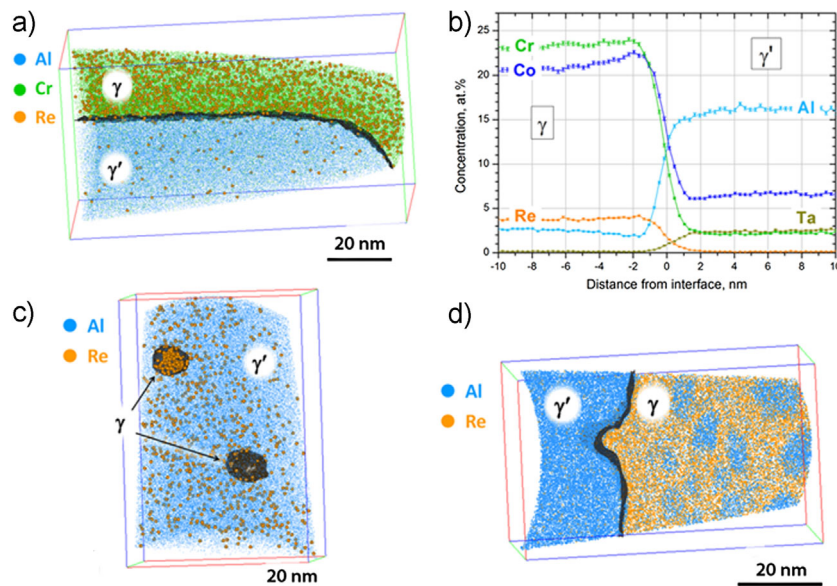 a)
Al
Cr
Re
γ
γ'
20 nm
b)
Concentration, at.%
25
20
15
10
5
0
Cr
Co
γ
γ'
Al
Re
Ta
-10 -8 -6 -4 -2 0 2 4 6 8 10
Distance from interface, nm
c)
Al
Re
γ'
γ
20 nm
d)
Al
Re
γ'
γ
20 nm